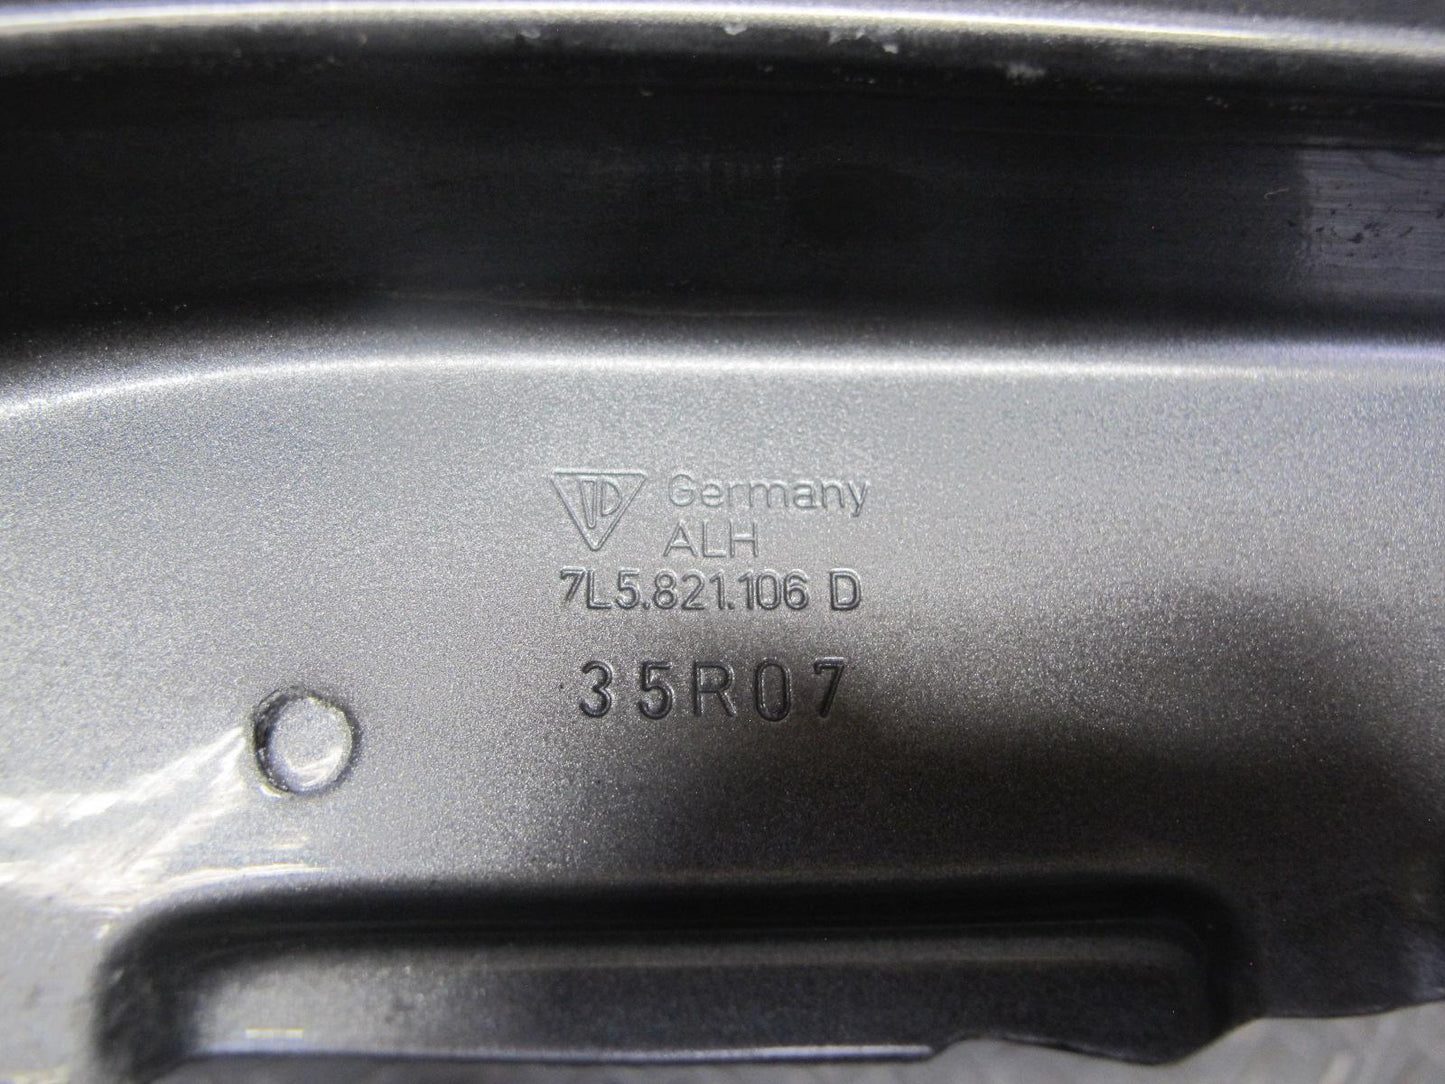 Germany
ALH
7L5.821.106 D
35R07